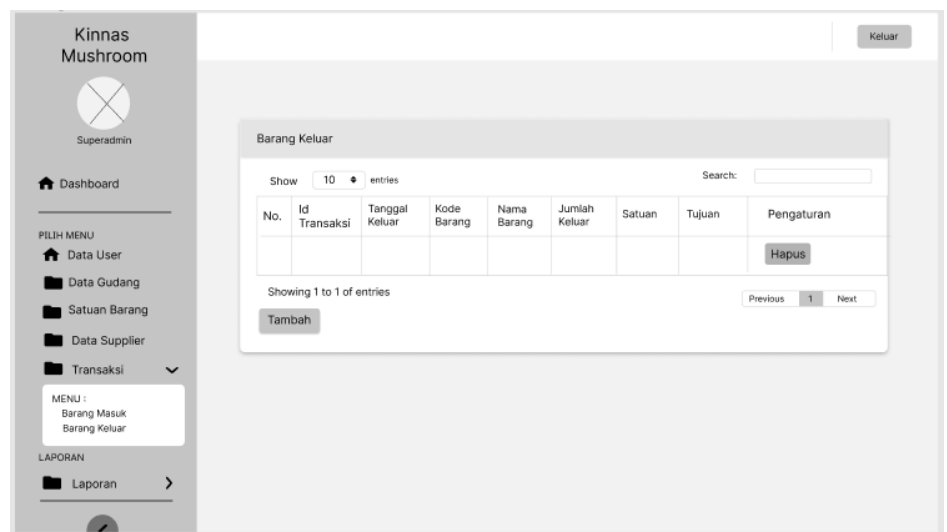 Kinnas
Mushroom
Superadmin
Dashboard
PILIH MENU
Data User
Data Gudang
Satuan Barang
Data Supplier
Transaksi
MENU :
Barang Masuk
Barang Keluar
LAPORAN
Laporan
Keluar
Barang Keluar
Show 10 entries
Search:
No.
Id
Transaksi
Tanggal
Keluar
Kode
Barang
Nama
Barang
Jumlah
Keluar
Satuan
Tujuan
Pengaturan
Hapus
Showing 1 to 1 of entries
Previous 1 Next
Tambah